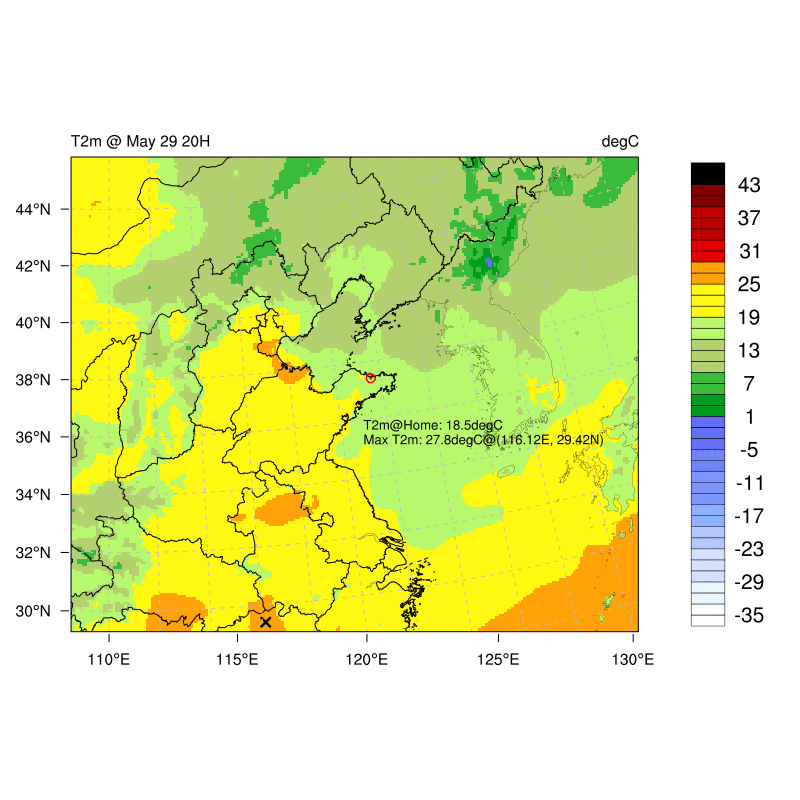 T2m @ May 29 20H
degC
44°N
42°N
40°N
38°N
36°N
34°N
32°N
30°N
110°E
115°E
120°E
125°E
130°E
T2m@Home: 18.5degC
Max T2m: 27.8degC@(116.12E, 29.42N)
43
37
31
25
19
13
7
1
-5
-11
-17
-23
-29
-35